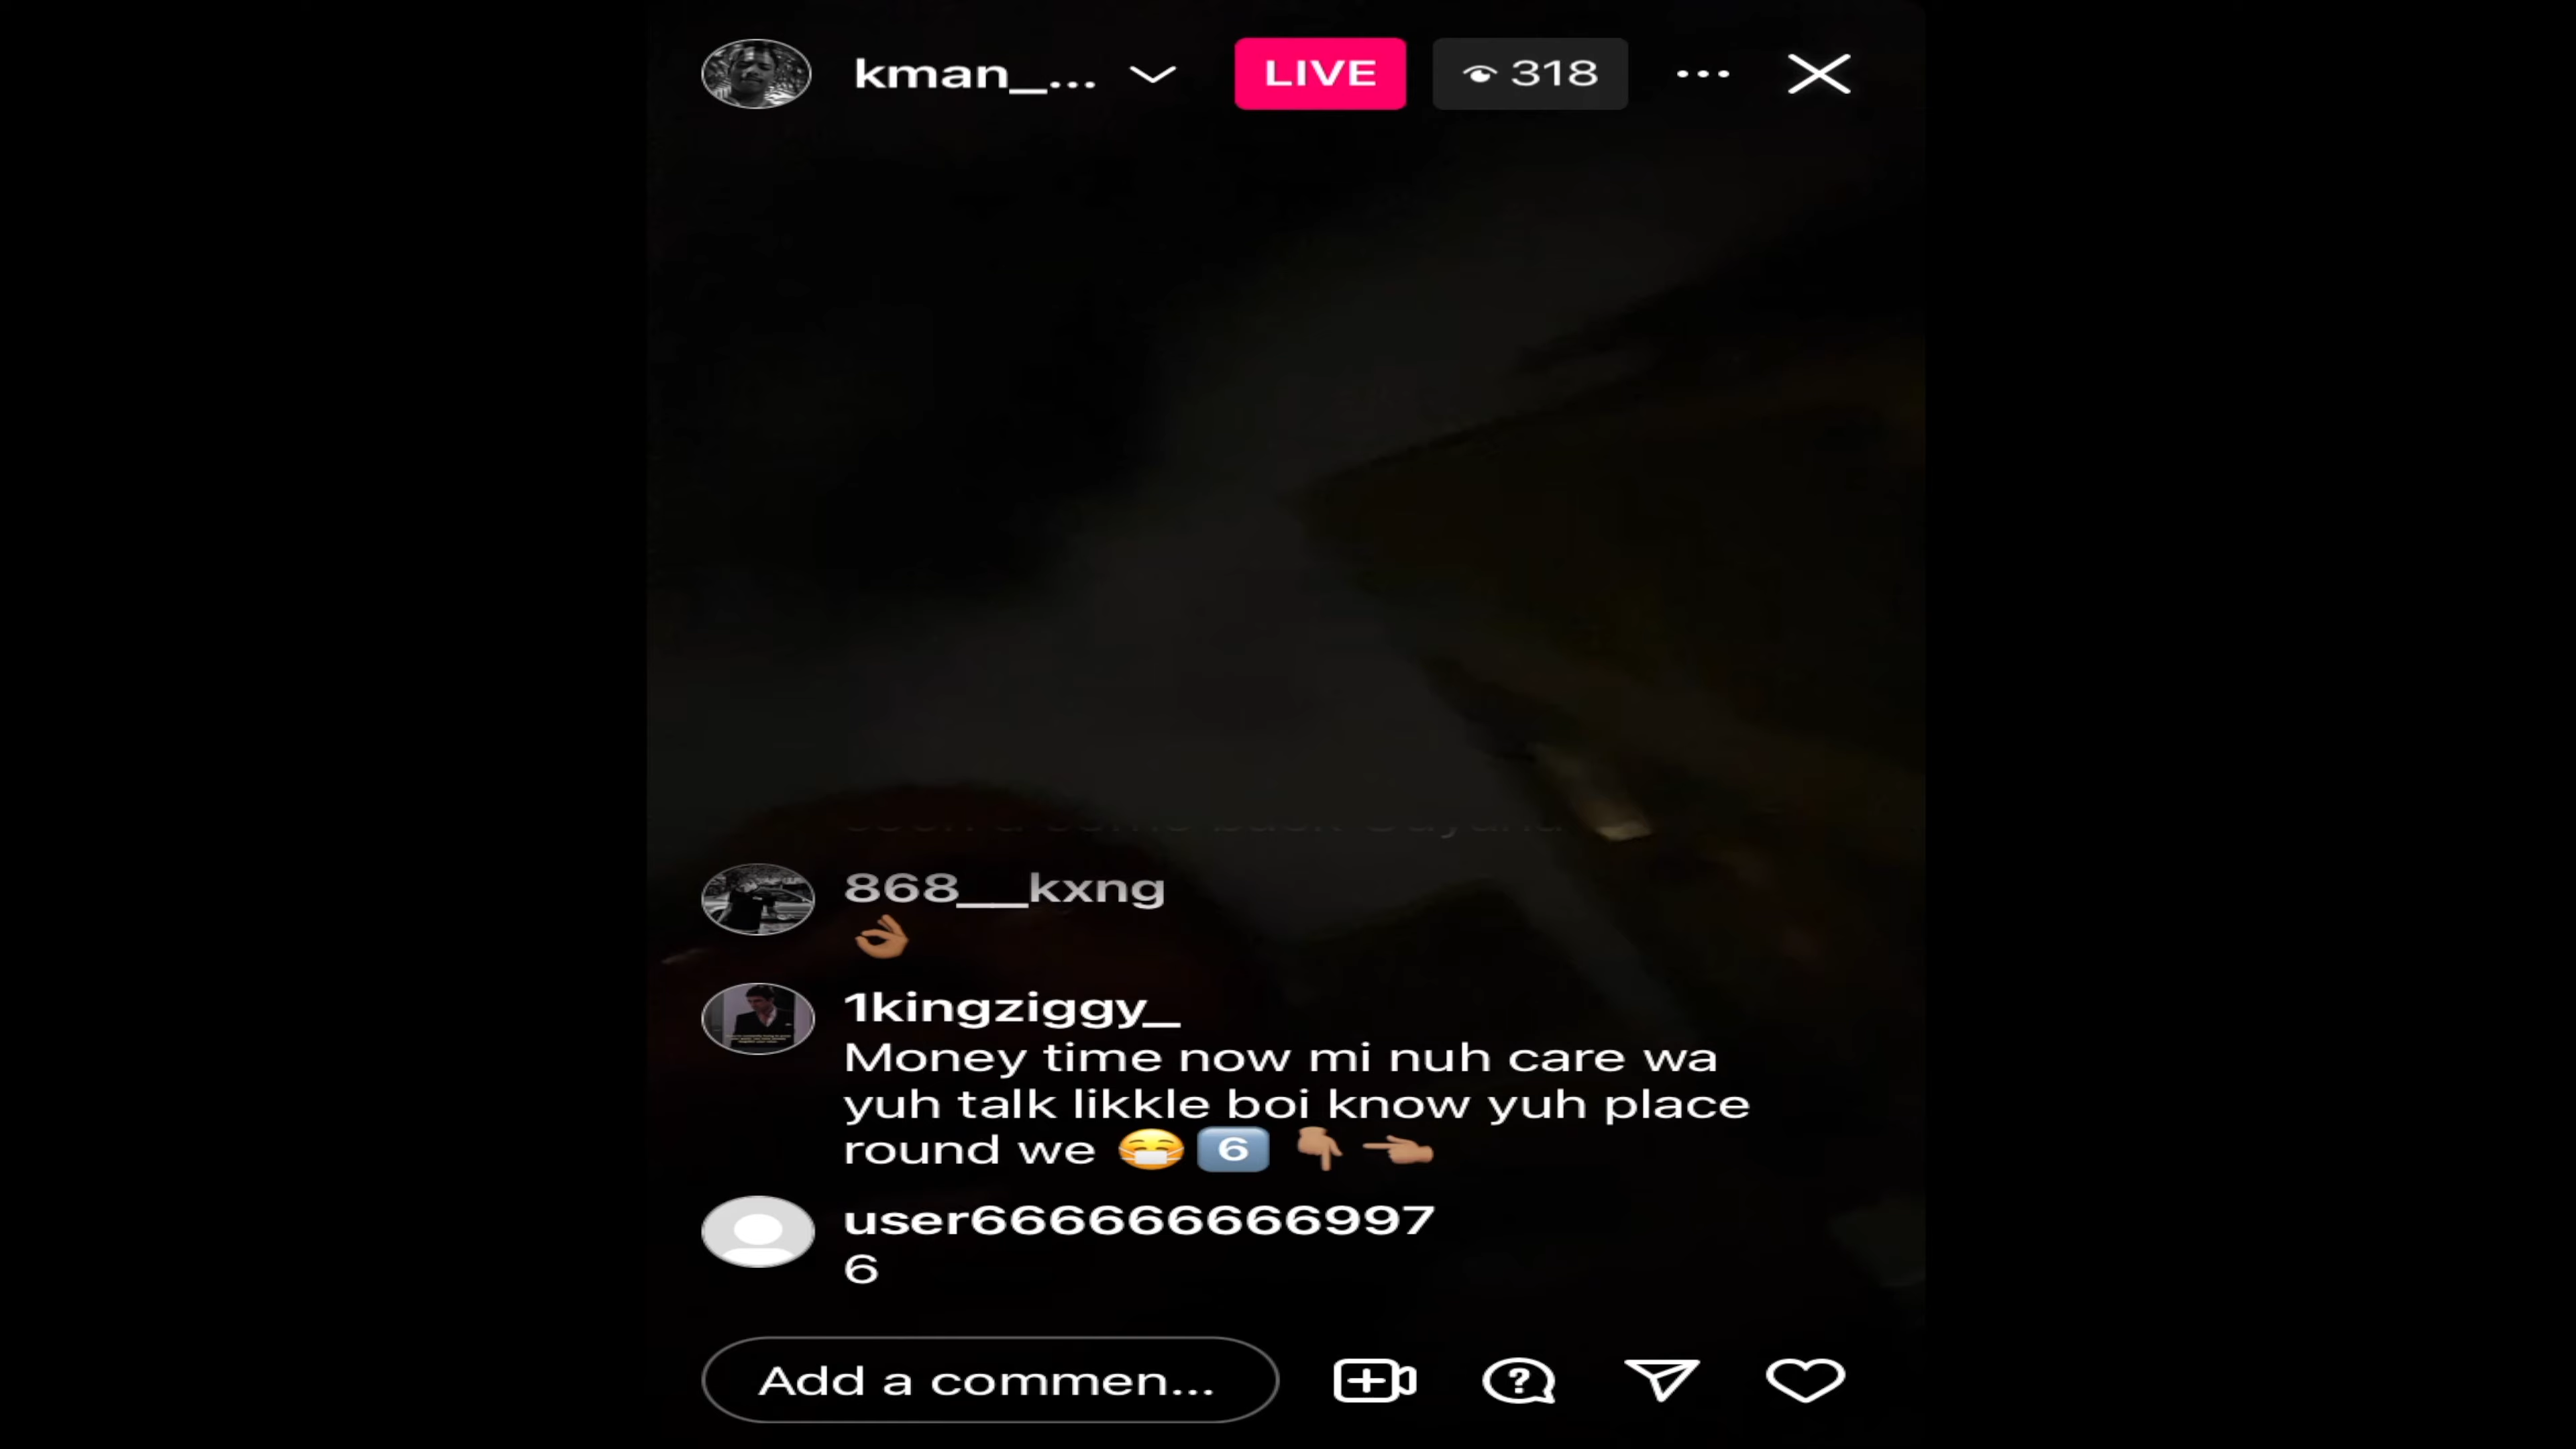 kman_...
LIVE
318
868__kxng
👌🏽
1kingziggy_
Money time now mi nuh care wa
yuh talk likkle boi know yuh place
round we 😷 6️⃣ 👇🏽 👈🏽
user666666666997
6
Add a commen...